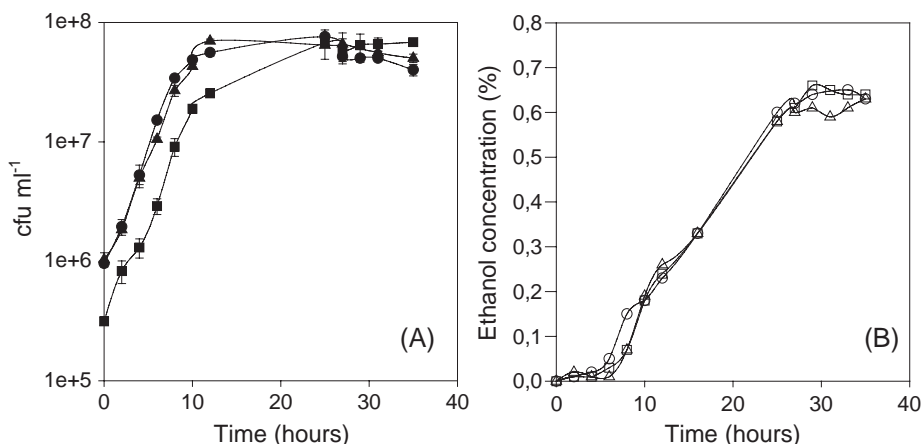 1e+8
1e+7
1e+6
1e+5
cfu ml-1
0 10 20 30 40
Time (hours)
(A)
0,8
0,7
0,6
0,5
0,4
0,3
0,2
0,1
0,0
Ethanol concentration (%)
0 10 20 30 40
Time (hours)
(B)